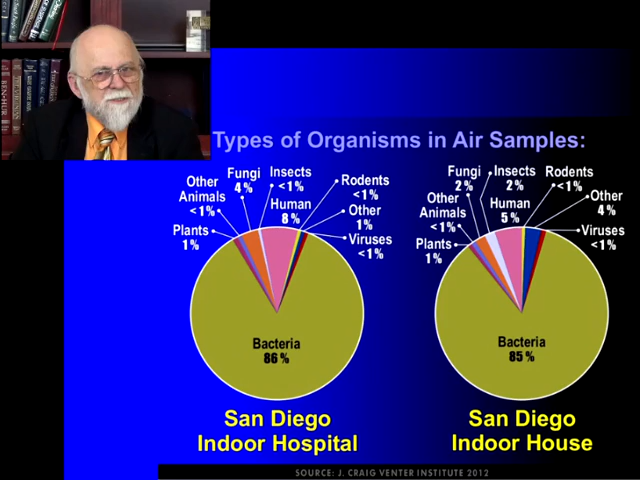 BEN-HUR
Types of Organisms in Air Samples:
Other
Animals
<1%
Fungi
4%
Insects
<1%
Human
8%
Rodents
<1%
Other
1%
Viruses
<1%
Plants
1%
Bacteria
86%
San Diego
Indoor Hospital
Other
Animals
<1%
Fungi
2%
Insects
2%
Human
5%
Rodents
<1%
Other
4%
Viruses
<1%
Plants
1%
Bacteria
85%
San Diego
Indoor House
SOURCE: J. CRAIG VENTER INSTITUTE 2012